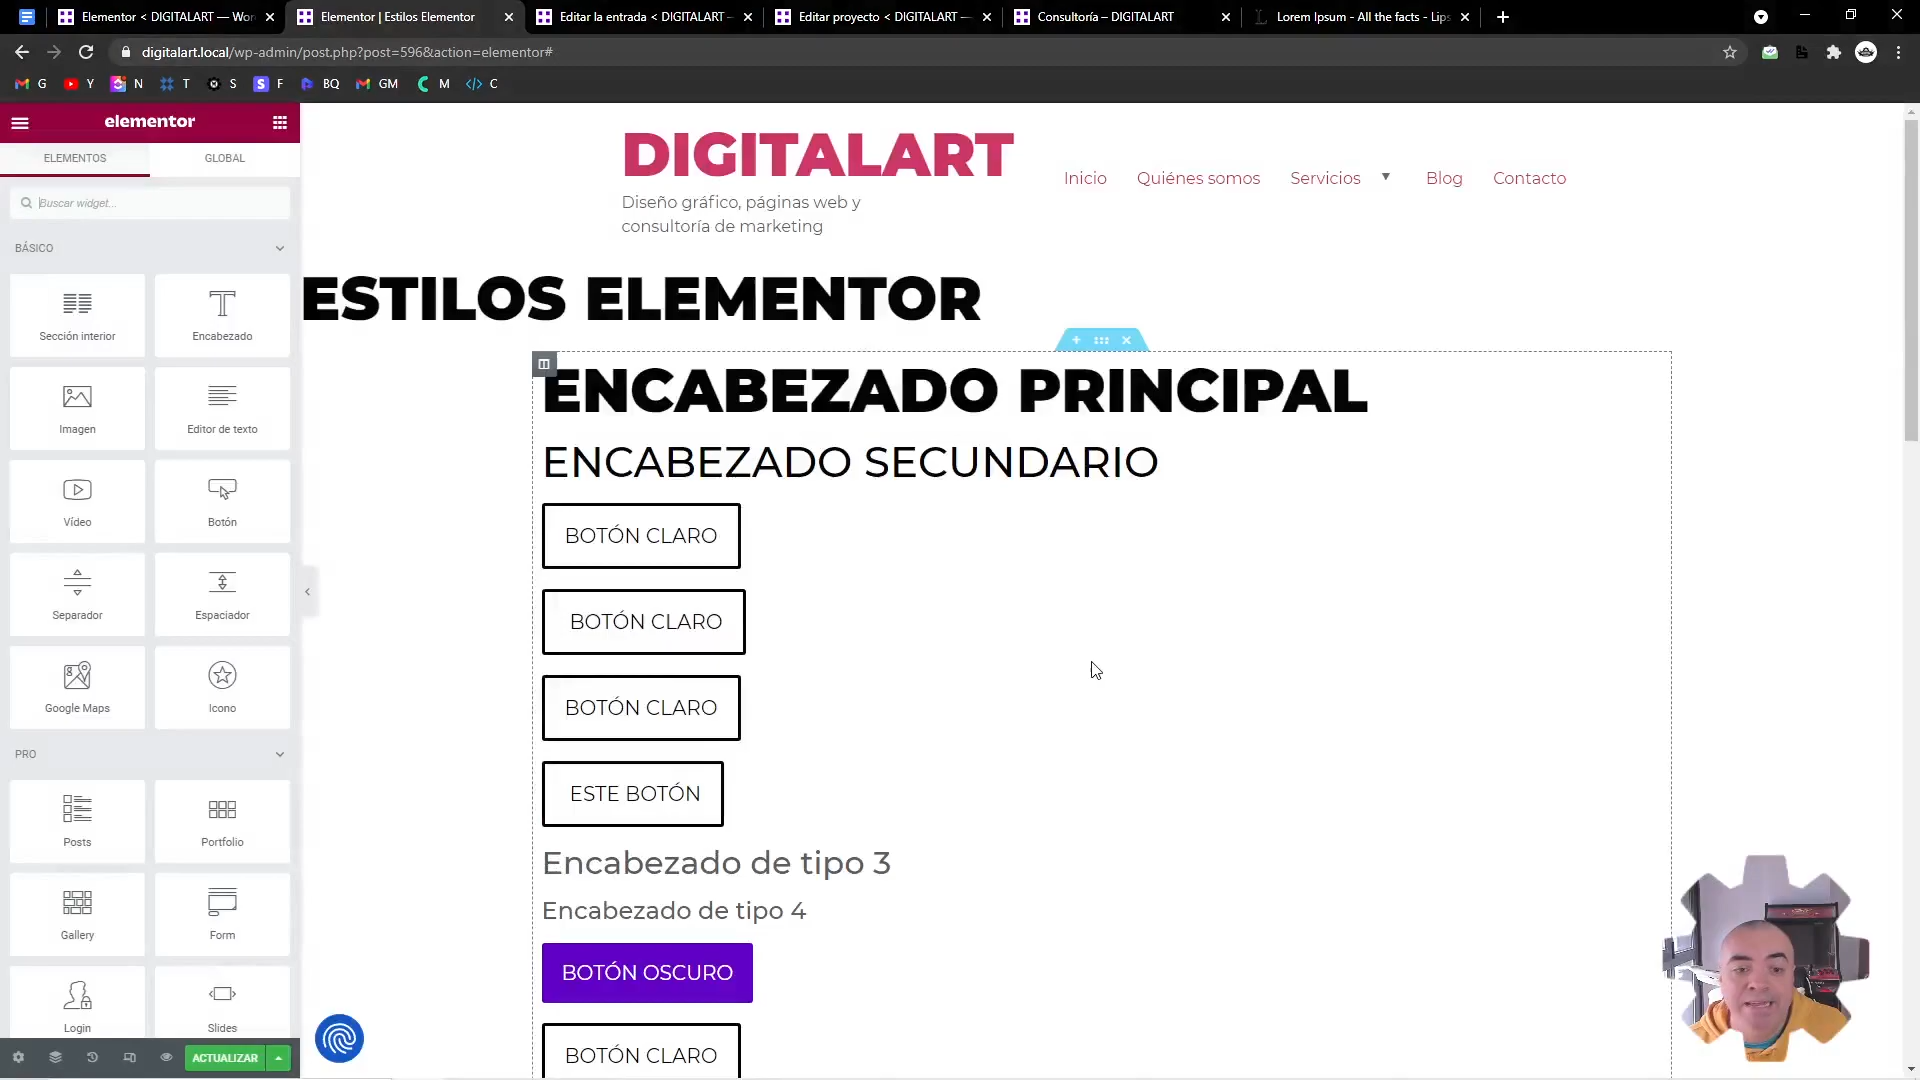 Elementor < DIGITALART — Wor
Elementor | Estilos Elementor
Editar la entrada < DIGITALART –
Editar proyecto < DIGITALART —
Consultoría – DIGITALART
Lorem Ipsum - All the facts - Lips
digitalart.local/wp-admin/post.php?post=596&action=elementor#
G
Y
N
T
S
F
BQ
GM
M
C
elementor
ELEMENTOS
GLOBAL
Buscar widget...
BÁSICO
Sección interior
Encabezado
Imagen
Editor de texto
Vídeo
Botón
Separador
Espaciador
Google Maps
Icono
PRO
Posts
Portfolio
Gallery
Form
Login
Slides
ACTUALIZAR
DIGITALART
Diseño gráfico, páginas web y
consultoría de marketing
Inicio
Quiénes somos
Servicios
Blog
Contacto
ESTILOS ELEMENTOR
ENCABEZADO PRINCIPAL
ENCABEZADO SECUNDARIO
BOTÓN CLARO
BOTÓN CLARO
BOTÓN CLARO
ESTE BOTÓN
Encabezado de tipo 3
Encabezado de tipo 4
BOTÓN OSCURO
BOTÓN CLARO